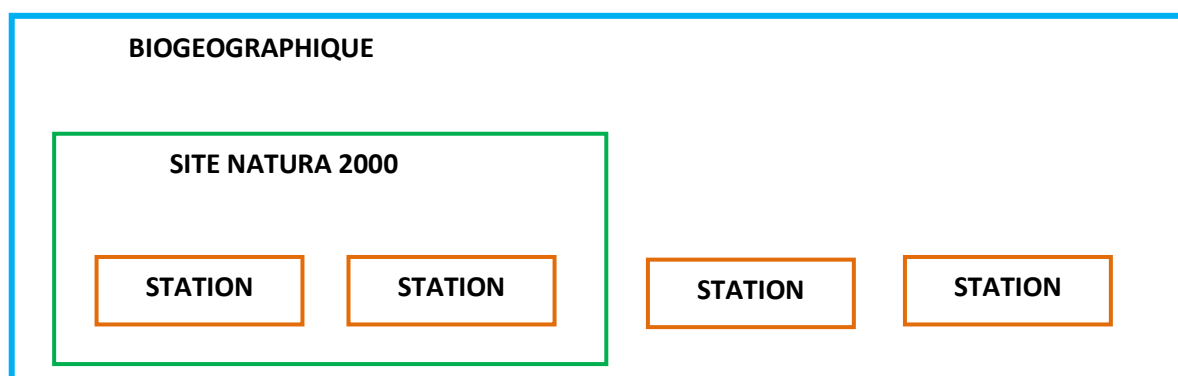 BIOGEOGRAPHIQUE
SITE NATURA 2000
STATION
STATION
STATION
STATION